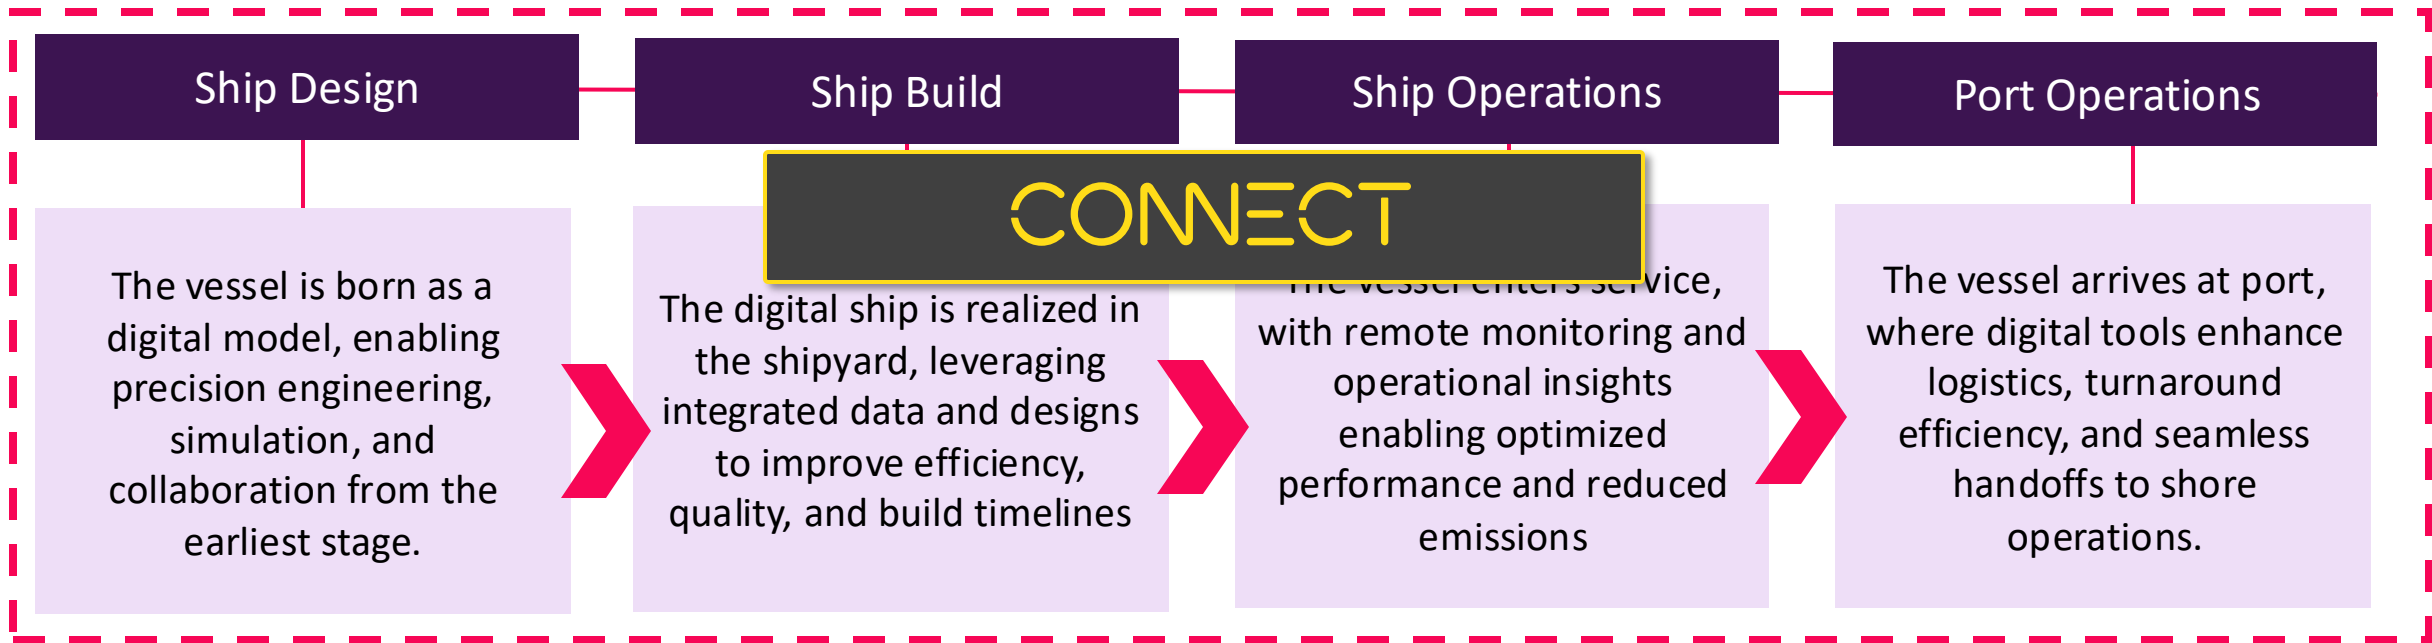 Ship Design
Ship Build
Ship Operations
Port Operations
CONNECT
The vessel is born as a
digital model, enabling
precision engineering,
simulation, and
collaboration from the
earliest stage.
The digital ship is realized in
the shipyard, leveraging
integrated data and designs
to improve efficiency,
quality, and build timelines
The vessel enters service,
with remote monitoring and
operational insights
enabling optimized
performance and reduced
emissions
The vessel arrives at port,
where digital tools enhance
logistics, turnaround
efficiency, and seamless
handoffs to shore
operations.